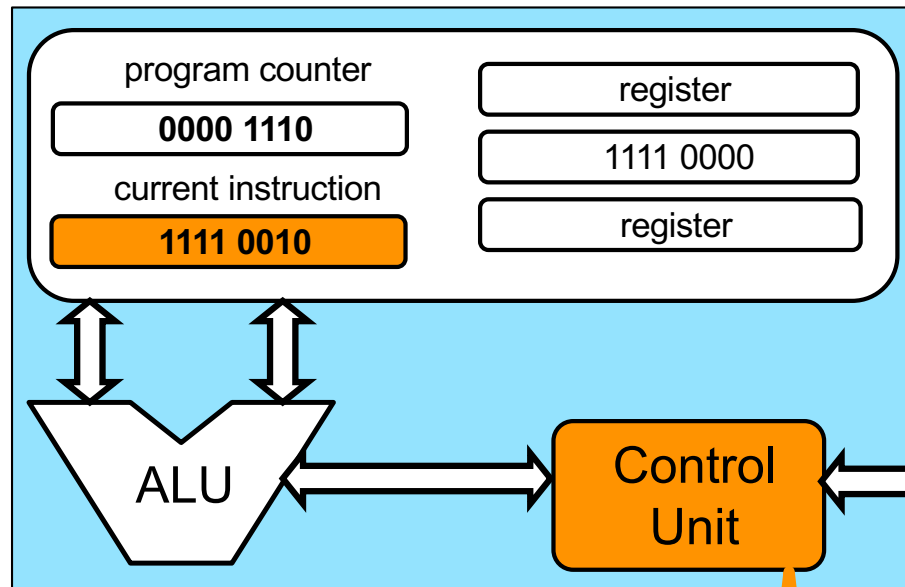 program counter
0000 1110
current instruction
1111 0010
register
1111 0000
register
ALU
Control
Unit